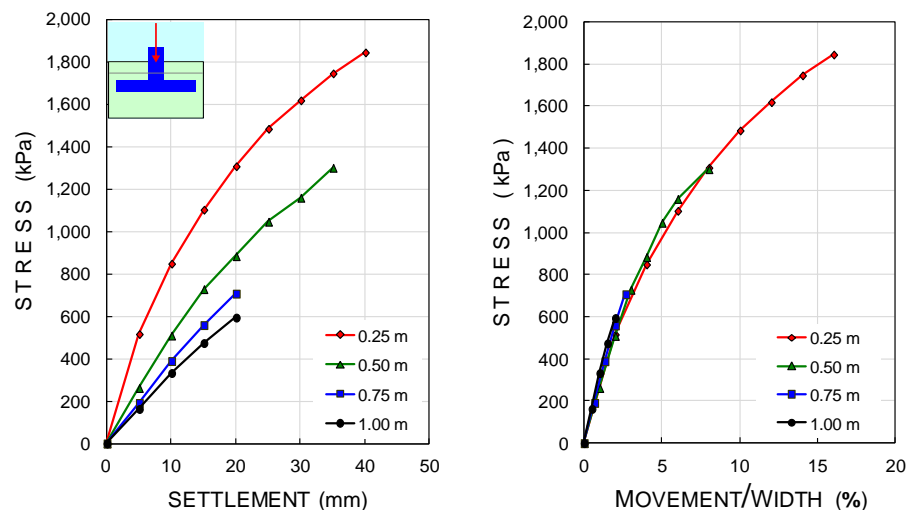 2,000
1,800
1,600
1,400
1,200
1,000
800
600
400
200
0
STRESS (kPa)
0 10 20 30 40 50
SETTLEMENT (mm)
0.25 m
0.50 m
0.75 m
1.00 m
2,000
1,800
1,600
1,400
1,200
1,000
800
600
400
200
0
STRESS ( kPa)
0 5 10 15 20
MOVEMENT/WIDTH (%)
0.25 m
0.50 m
0.75 m
1.00 m